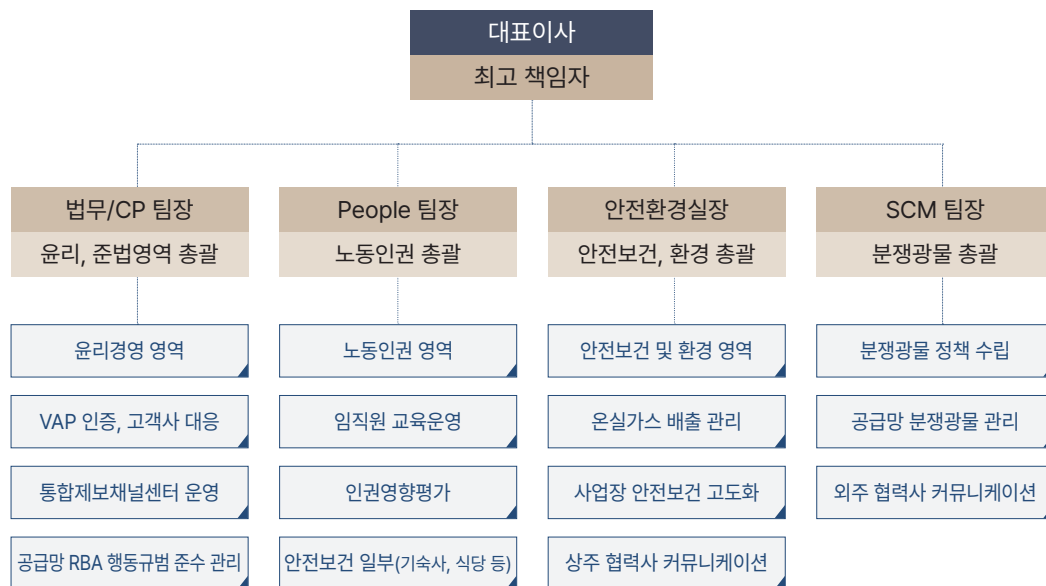 대표이사
최고 책임자
법무/CP 팀장
윤리, 준법영역 총괄
People 팀장
노동인권 총괄
안전환경실장
안전보건, 환경 총괄
SCM 팀장
분쟁광물 총괄
윤리경영 영역
VAP 인증, 고객사 대응
통합제보채널센터 운영
공급망 RBA 행동규범 준수 관리
노동인권 영역
임직원 교육운영
인권영향평가
안전보건 일부(기숙사, 식당 등)
안전보건 및 환경 영역
온실가스 배출 관리
사업장 안전보건 고도화
상주 협력사 커뮤니케이션
분쟁광물 정책 수립
공급망 분쟁광물 관리
외주 협력사 커뮤니케이션